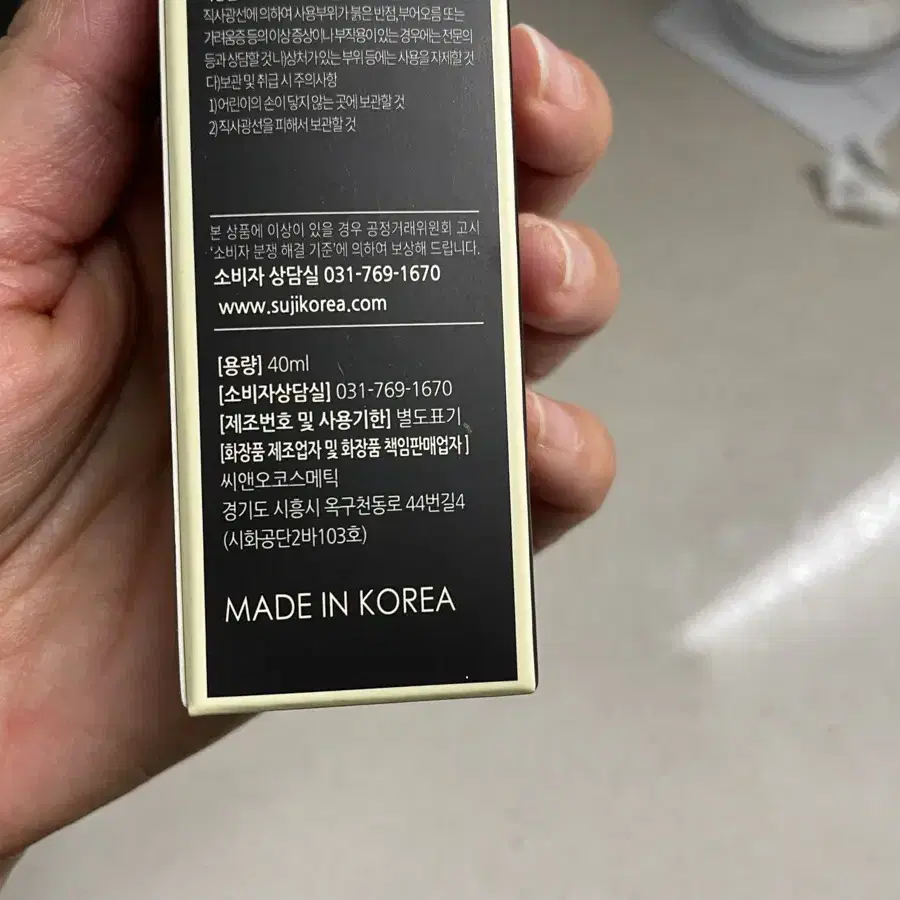 직사광선에 의하여 사용부위가 붉은 반점,부어오름 또는
가려움증 등의 이상 증상이나 부작용이 있는 경우에는 전문의
등과 상담할 것 나)상처가 있는 부위 등에는 사용을 자제할 것
다)보관 및 취급 시 주의사항
1)어린이의 손이 닿지 않는 곳에 보관할 것
2)직사광선을 피해서 보관할 것
본 상품에 이상이 있을 경우 공정거래위원회 고시
'소비자 분쟁 해결 기준'에 의하여 보상해 드립니다.
소비자 상담실 031-769-1670
www.sujikorea.com
[용량] 40ml
[소비자상담실] 031-769-1670
[제조번호 및 사용기한] 별도표기
[화장품 제조업자 및 화장품 책임판매업자]
씨앤오코스메틱
경기도 시흥시 옥구천동로 44번길4
(시화공단2바103호)
MADE IN KOREA